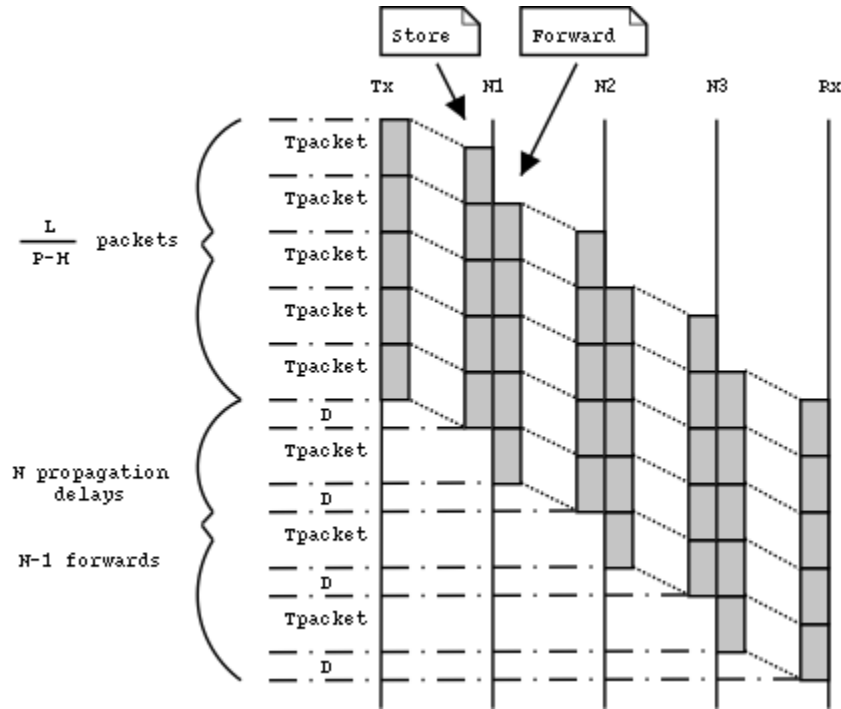 Store
Forward
Tx N1 N2 N3 Rx
Tpacket
Tpacket
L
P-H
packets
Tpacket
Tpacket
Tpacket
D
Tpacket
N propagation
delays
D
Tpacket
N-1 forwards
D
Tpacket
D